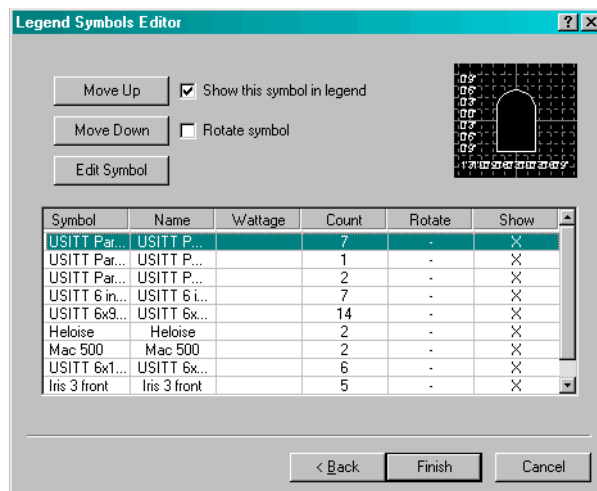 Legend Symbols Editor
Move Up
Show this symbol in legend
Move Down
Rotate symbol
Edit Symbol
Symbol Name Wattage Count Rotate Show
USITT Par... USITT P... 7 - X
USITT Par... USITT P... 1 - X
USITT Par... USITT P... 2 - X
USITT 6 in... USITT 6 i... 7 - X
USITT 6x9... USITT 6x... 14 - X
Heloise Heloise 2 - X
Mac 500 Mac 500 2 - X
USITT 6x1... USITT 6x... 6 - X
Iris 3 front Iris 3 front 5 - X
< Back Finish Cancel